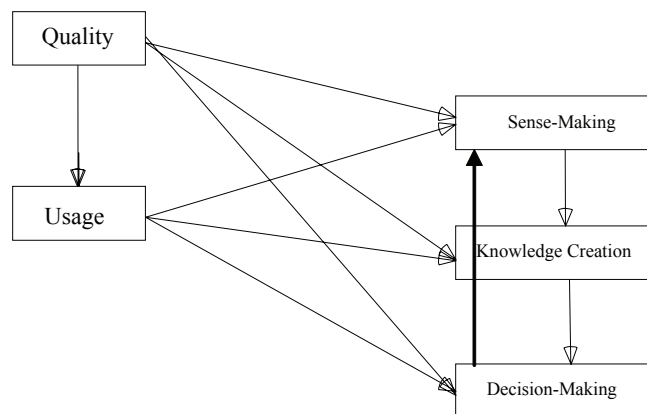 Quality
Sense-Making
Usage
Knowledge Creation
Decision-Making